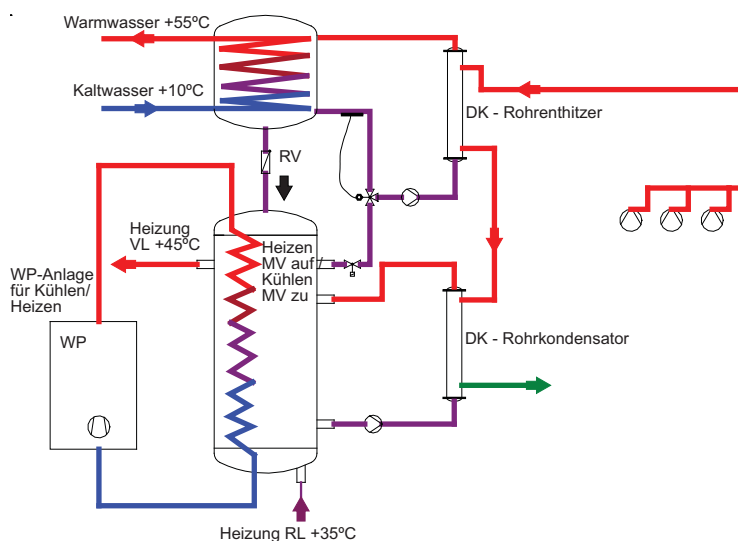 Warmwasser +55ºC
Kaltwasser +10ºC
DK - Rohrenthitzer
RV
Heizung
VL +45ºC
Heizen
MV auf
Kühlen
MV zu
WP-Anlage
für Kühlen/
Heizen
WP
DK - Rohrkondensator
Heizung RL +35ºC